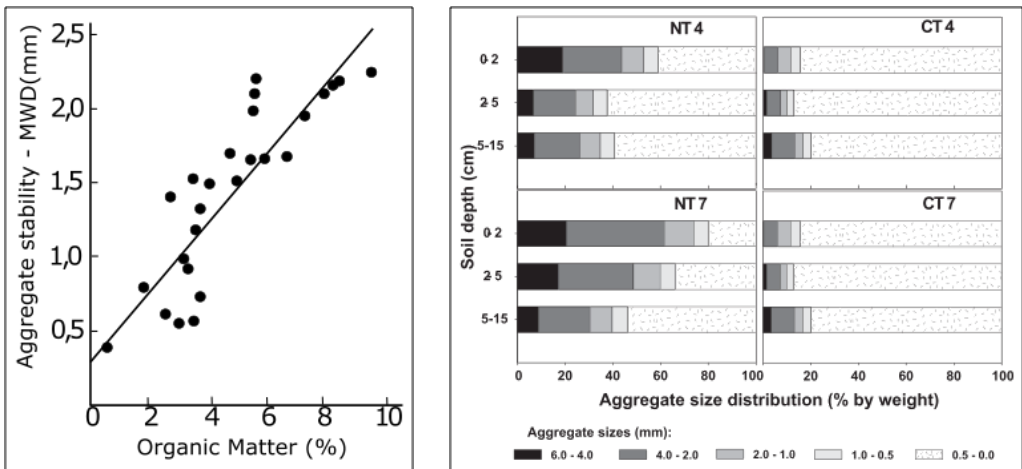 Aggregate stability - MWD(mm)
2,5
2,0
1,5
1,0
0,5
0 2 4 6 8 10
Organic Matter (%)
NT 4 CT 4
Soil depth (cm)
0-2
2-5
5-15
NT 7 CT 7
0-2
2-5
5-15
0 20 40 60 80 100 0 20 40 60 80 100
Aggregate size distribution (% by weight)
Aggregate sizes (mm):
6.0 - 4.0 4.0 - 2.0 2.0 - 1.0 1.0 - 0.5 0.5 - 0.0